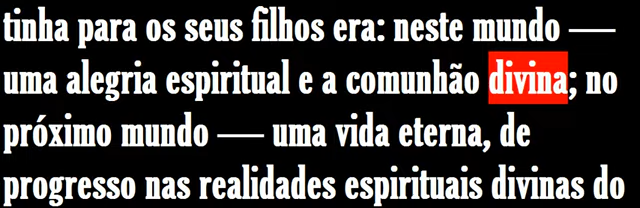 tinha para os seus filhos era: neste mundo —
uma alegria espiritual e a comunhão divina; no
próximo mundo — uma vida eterna, de
progresso nas realidades espirituais divinas do